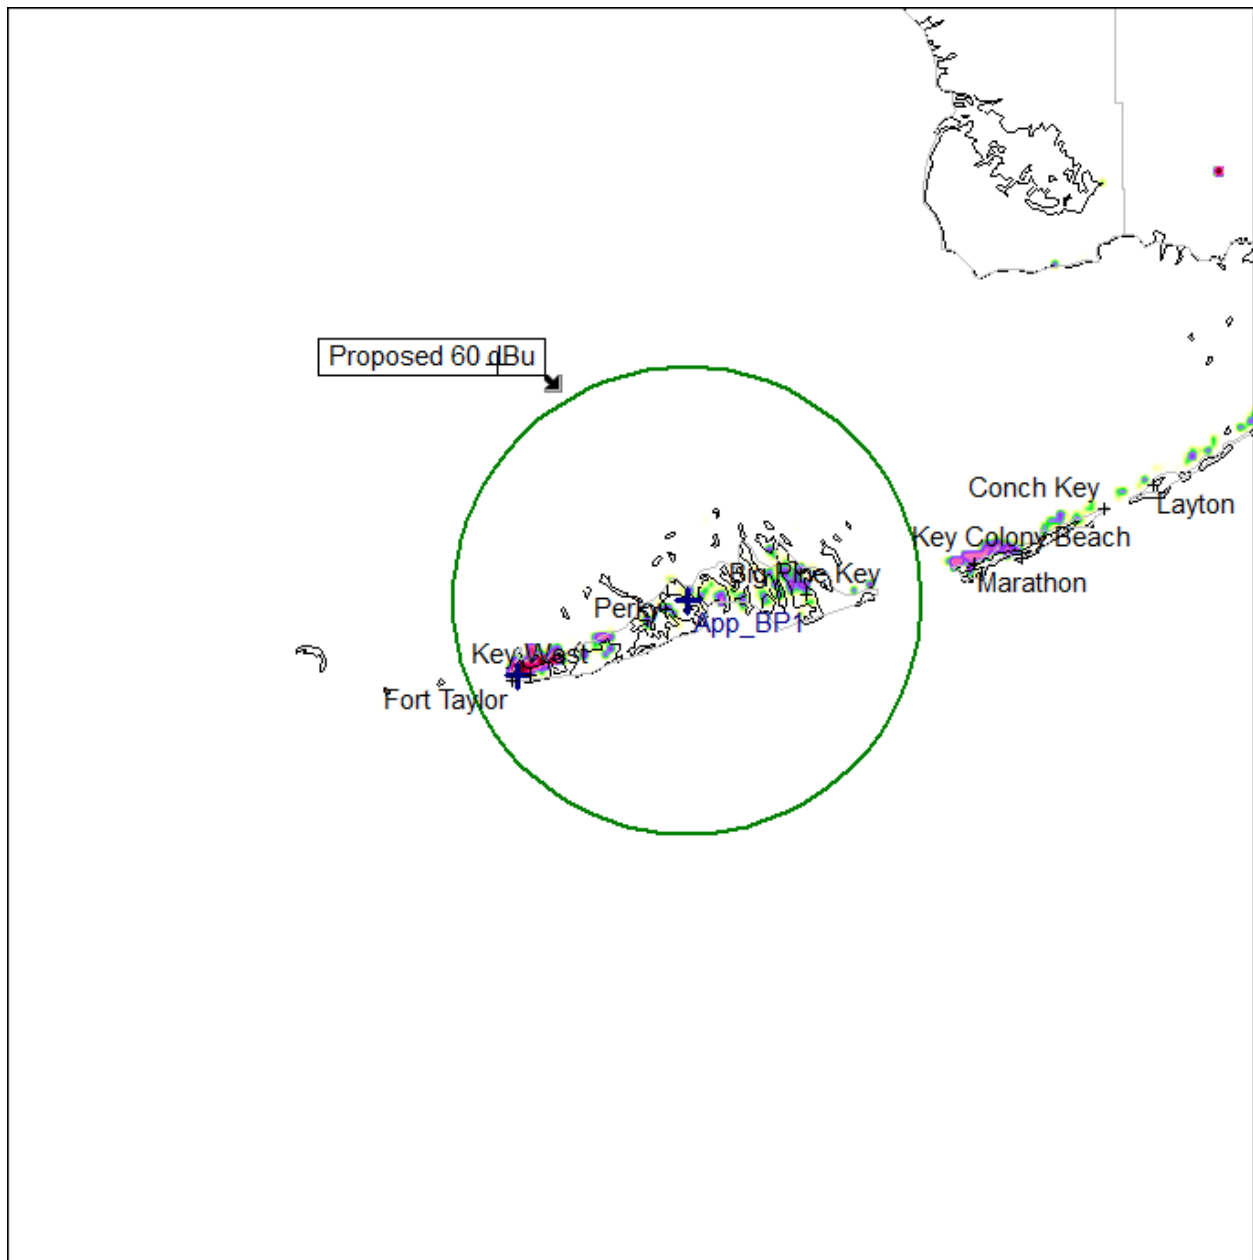 Proposed 60 dBu
Conch Key
Layton
Key Colony Beach
Marathon
Big Pine Key
Perky
App_BP1
Key West
Fort Taylor